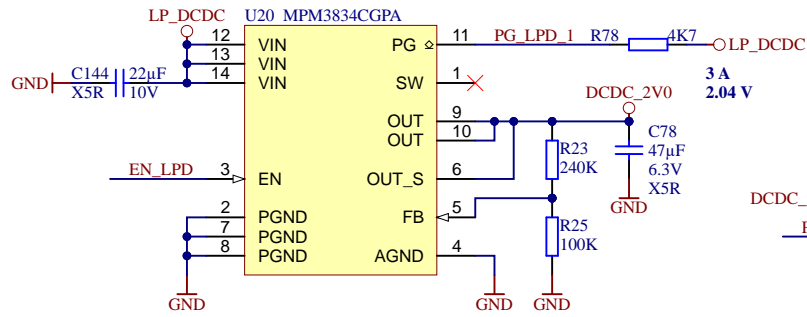 LP_DCDC
U20 MPM3834CGPA
12 VIN
13 VIN
14 VIN
PG 11
PG_LPD_1
R78
4K7
LP_DCDC
3 A
2.04 V
GND
C144
X5R
22µF
10V
SW 1
DCDC_2V0
OUT 9
OUT 10
C78
47µF
6.3V
X5R
R23
240K
EN_LPD
3 EN
OUT_S 6
GND
DCDC_
2 PGND
7 PGND
8 PGND
FB 5
R25
100K
AGND 4
GND
GND
GND